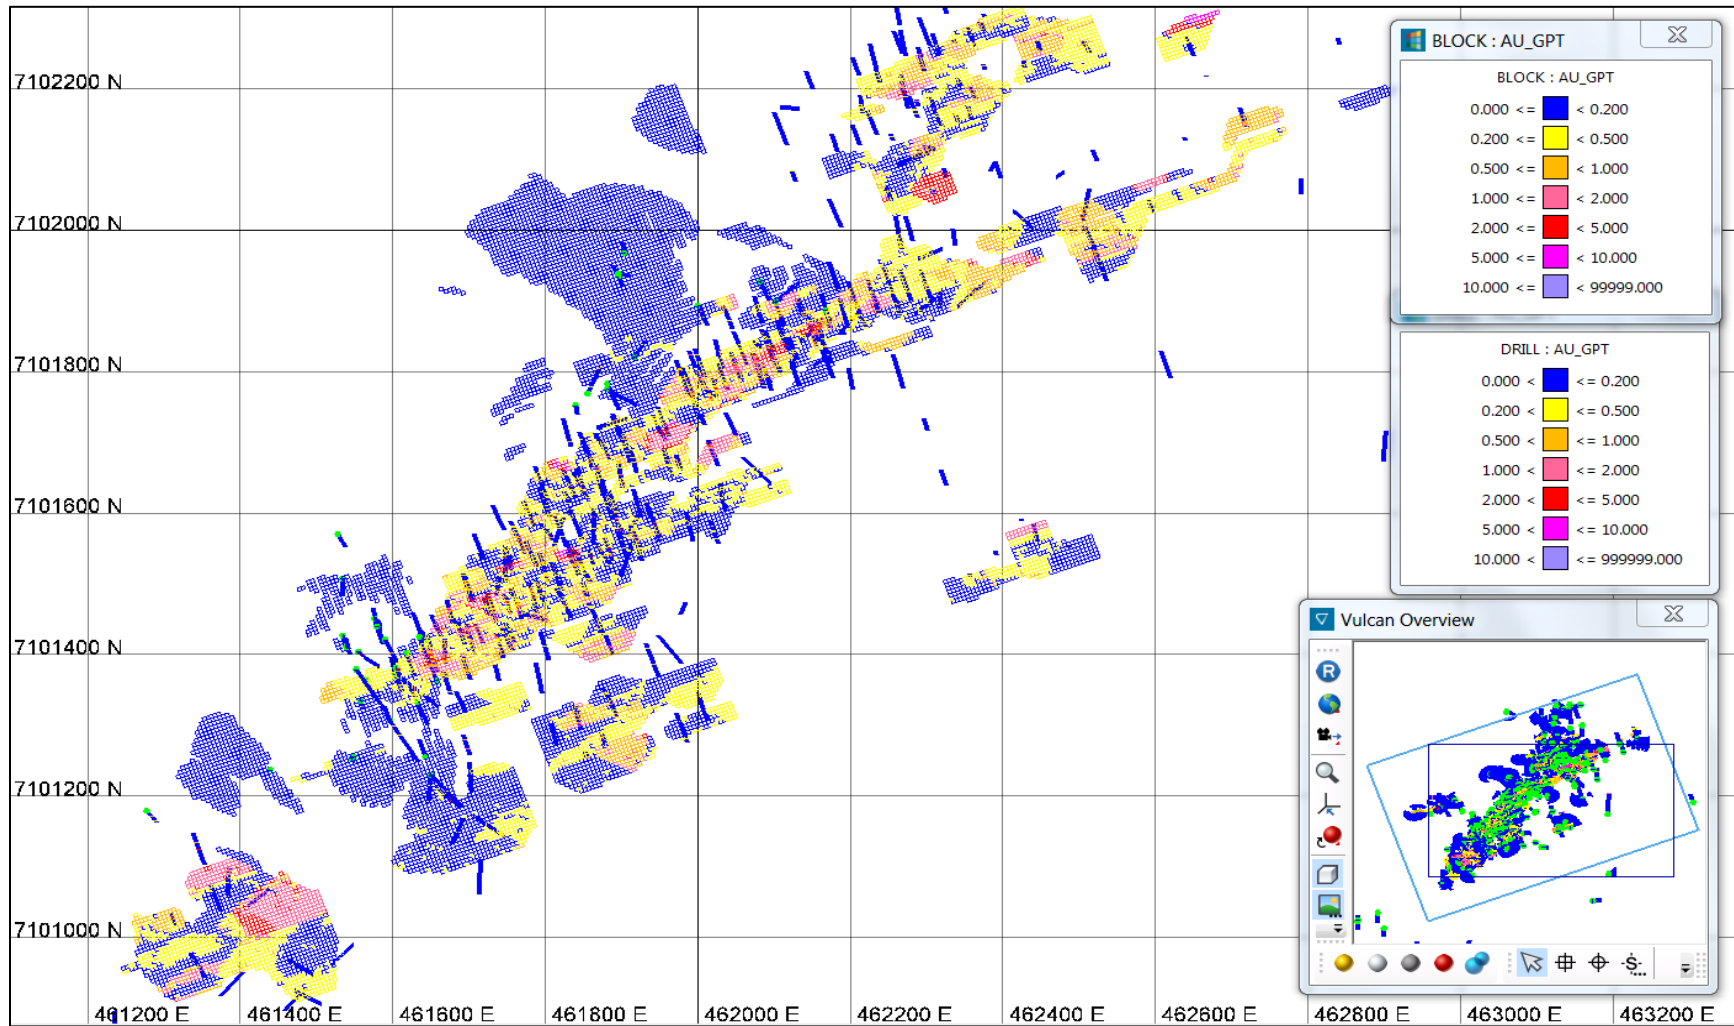 7102200 N
7102000 N
7101800 N
7101600 N
7101400 N
7101200 N
7101000 N
461200 E
461400 E
461600 E
461800 E
462000 E
462200 E
462400 E
462600 E
462800 E
463000 E
463200 E
BLOCK : AU_GPT
BLOCK : AU_GPT
0.000 <= < 0.200
0.200 <= < 0.500
0.500 <= < 1.000
1.000 <= < 2.000
2.000 <= < 5.000
5.000 <= < 10.000
10.000 <= < 99999.000
DRILL : AU_GPT
0.000 < <= 0.200
0.200 < <= 0.500
0.500 < <= 1.000
1.000 < <= 2.000
2.000 < <= 5.000
5.000 < <= 10.000
10.000 < <= 999999.000
Vulcan Overview
R
S